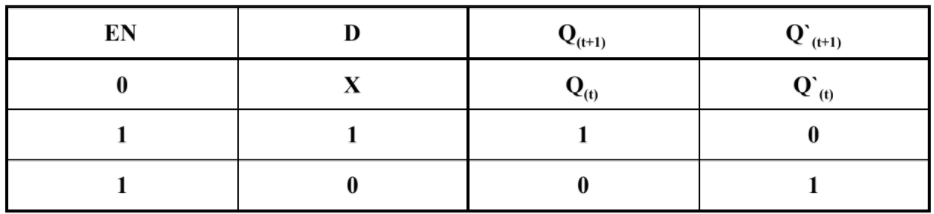 EN D Q(t+1) Q`(t+1)
0 X Q(t) Q`(t)
1 1 1 0
1 0 0 1